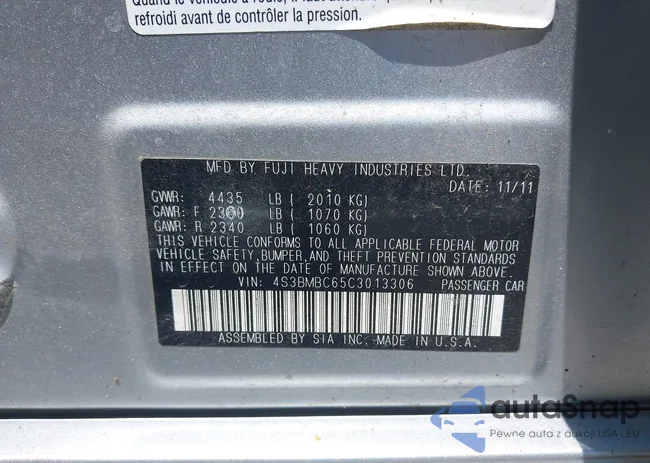 refroidi avant de contrôler la pression.
MFD BY FUJI HEAVY INDUSTRIES LTD.
DATE: 11/11
GVWR: 4435 LB ( 2010 KG)
GAWR: F 2360 LB ( 1070 KG)
GAWR: R 2340 LB ( 1060 KG)
THIS VEHICLE CONFORMS TO ALL APPLICABLE FEDERAL MOTOR
VEHICLE SAFETY,BUMPER,AND THEFT PREVENTION STANDARDS
IN EFFECT ON THE DATE OF MANUFACTURE SHOWN ABOVE.
VIN: 4S3BMBC65C3013306 PASSENGER CAR
ASSEMBLED BY SIA INC. MADE IN U.S.A.
autoSnap
Pewne auta z aukcji USA i EU